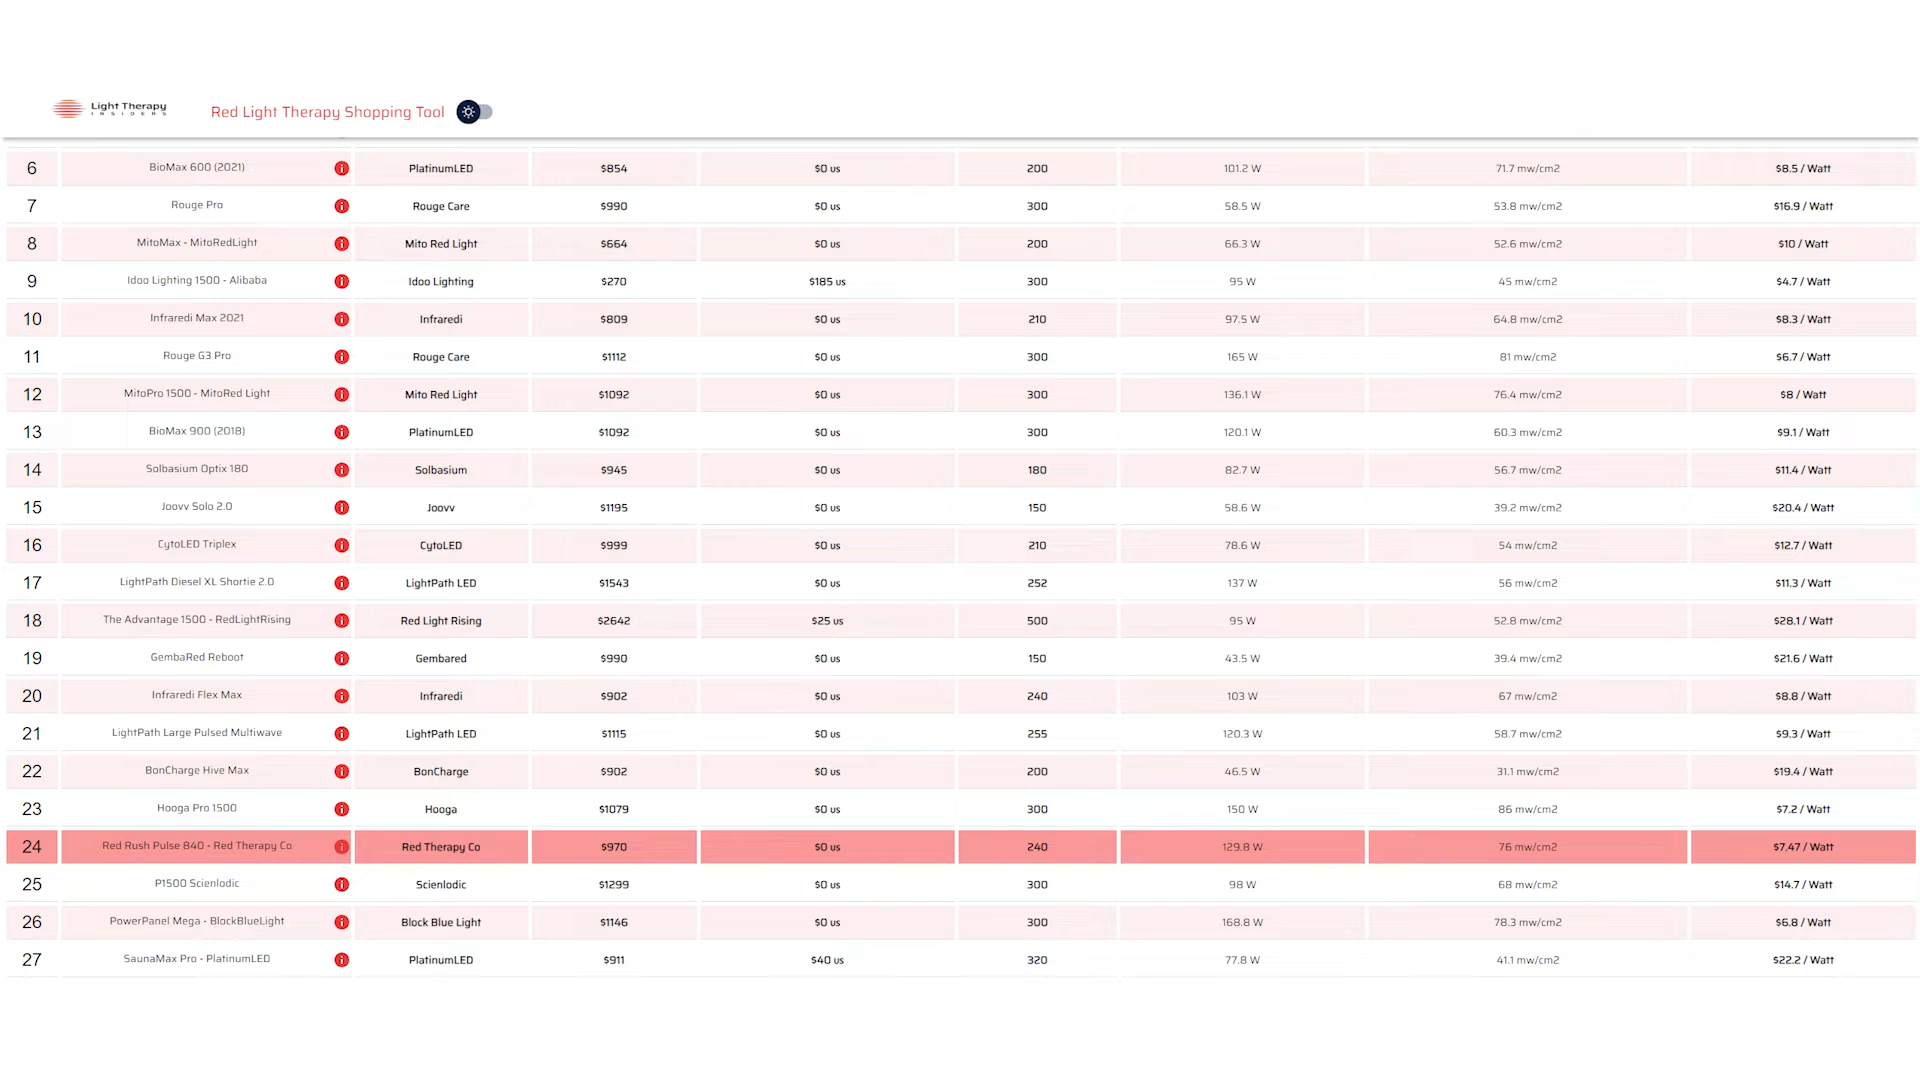 Light Therapy
INSIDERS
Red Light Therapy Shopping Tool
6 BioMax 600 (2021) PlatinumLED $854 $0 us 200 101.2 W 71.7 mw/cm2 $8.5 / Watt
7 Rouge Pro Rouge Care $990 $0 us 300 58.5 W 53.8 mw/cm2 $16.9 / Watt
8 MitoMax - MitoRedLight Mito Red Light $664 $0 us 200 66.3 W 52.6 mw/cm2 $10 / Watt
9 Idoo Lighting 1500 - Alibaba Idoo Lighting $270 $185 us 300 95 W 45 mw/cm2 $4.7 / Watt
10 Infraredi Max 2021 Infraredi $809 $0 us 210 97.5 W 64.8 mw/cm2 $8.3 / Watt
11 Rouge G3 Pro Rouge Care $1112 $0 us 300 165 W 81 mw/cm2 $6.7 / Watt
12 MitoPro 1500 - MitoRed Light Mito Red Light $1092 $0 us 300 136.1 W 76.4 mw/cm2 $8 / Watt
13 BioMax 900 (2018) PlatinumLED $1092 $0 us 300 120.1 W 60.3 mw/cm2 $9.1 / Watt
14 Solbasium Optix 180 Solbasium $945 $0 us 180 82.7 W 56.7 mw/cm2 $11.4 / Watt
15 Joovv Solo 2.0 Joovv $1195 $0 us 150 58.6 W 39.2 mw/cm2 $20.4 / Watt
16 CytoLED Triplex CytoLED $999 $0 us 210 78.6 W 54 mw/cm2 $12.7 / Watt
17 LightPath Diesel XL Shortie 2.0 LightPath LED $1543 $0 us 252 137 W 56 mw/cm2 $11.3 / Watt
18 The Advantage 1500 - RedLightRising Red Light Rising $2642 $25 us 500 95 W 52.8 mw/cm2 $28.1 / Watt
19 GembaRed Reboot Gembared $990 $0 us 150 43.5 W 39.4 mw/cm2 $21.6 / Watt
20 Infraredi Flex Max Infraredi $902 $0 us 240 103 W 67 mw/cm2 $8.8 / Watt
21 LightPath Large Pulsed Multiwave LightPath LED $1115 $0 us 255 120.3 W 58.7 mw/cm2 $9.3 / Watt
22 BonCharge Hive Max BonCharge $902 $0 us 200 46.5 W 31.1 mw/cm2 $19.4 / Watt
23 Hooga Pro 1500 Hooga $1079 $0 us 300 150 W 86 mw/cm2 $7.2 / Watt
24 Red Rush Pulse 840 - Red Therapy Co Red Therapy Co $970 $0 us 240 129.8 W 76 mw/cm2 $7.47 / Watt
25 P1500 Scienlodic Scienlodic $1299 $0 us 300 98 W 68 mw/cm2 $14.7 / Watt
26 PowerPanel Mega - BlockBlueLight Block Blue Light $1146 $0 us 300 168.8 W 78.3 mw/cm2 $6.8 / Watt
27 SaunaMax Pro - PlatinumLED PlatinumLED $911 $40 us 320 77.8 W 41.1 mw/cm2 $22.2 / Watt